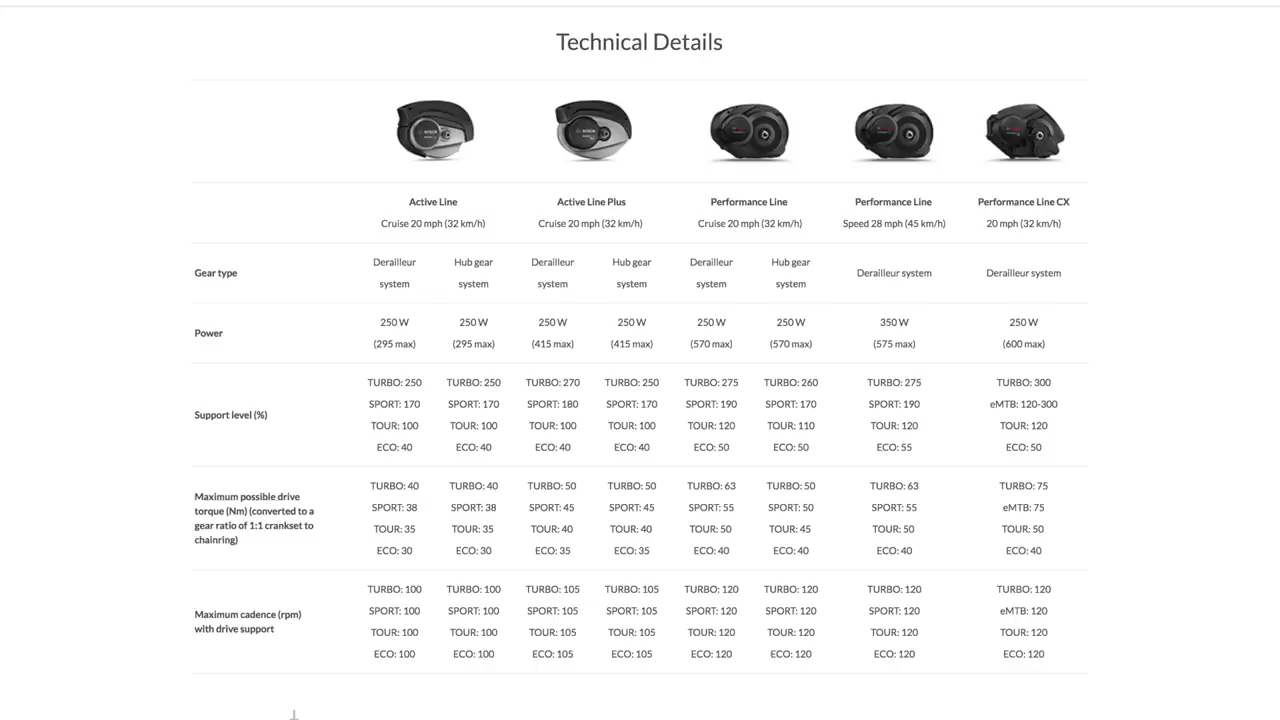 Technical Details
Active Line
Active Line Plus
Performance Line
Performance Line
Performance Line CX
Cruise 20 mph (32 km/h)
Cruise 20 mph (32 km/h)
Cruise 20 mph (32 km/h)
Speed 28 mph (45 km/h)
20 mph (32 km/h)
Gear type
Derailleur
system
Hub gear
system
Derailleur
system
Hub gear
system
Derailleur
system
Hub gear
system
Derailleur system
Derailleur system
Power
250 W
(295 max)
250 W
(295 max)
250 W
(415 max)
250 W
(415 max)
250 W
(570 max)
250 W
(570 max)
350 W
(575 max)
250 W
(600 max)
Support level (%)
TURBO: 250
SPORT: 170
TOUR: 100
ECO: 40
TURBO: 250
SPORT: 170
TOUR: 100
ECO: 40
TURBO: 270
SPORT: 180
TOUR: 100
ECO: 40
TURBO: 250
SPORT: 170
TOUR: 100
ECO: 40
TURBO: 275
SPORT: 190
TOUR: 120
ECO: 50
TURBO: 260
SPORT: 170
TOUR: 110
ECO: 50
TURBO: 275
SPORT: 190
TOUR: 120
ECO: 55
TURBO: 300
eMTB: 120-300
TOUR: 120
ECO: 50
Maximum possible drive
torque (Nm) (converted to a
gear ratio of 1:1 crankset to
chainring)
TURBO: 40
SPORT: 38
TOUR: 35
ECO: 30
TURBO: 40
SPORT: 38
TOUR: 35
ECO: 30
TURBO: 50
SPORT: 45
TOUR: 40
ECO: 35
TURBO: 50
SPORT: 45
TOUR: 40
ECO: 35
TURBO: 63
SPORT: 55
TOUR: 50
ECO: 40
TURBO: 50
SPORT: 50
TOUR: 45
ECO: 40
TURBO: 63
SPORT: 55
TOUR: 50
ECO: 40
TURBO: 75
eMTB: 75
TOUR: 50
ECO: 40
Maximum cadence (rpm)
with drive support
TURBO: 100
SPORT: 100
TOUR: 100
ECO: 100
TURBO: 100
SPORT: 100
TOUR: 100
ECO: 100
TURBO: 105
SPORT: 105
TOUR: 105
ECO: 105
TURBO: 105
SPORT: 105
TOUR: 105
ECO: 105
TURBO: 120
SPORT: 120
TOUR: 120
ECO: 120
TURBO: 120
SPORT: 120
TOUR: 120
ECO: 120
TURBO: 120
SPORT: 120
TOUR: 120
ECO: 120
TURBO: 120
eMTB: 120
TOUR: 120
ECO: 120